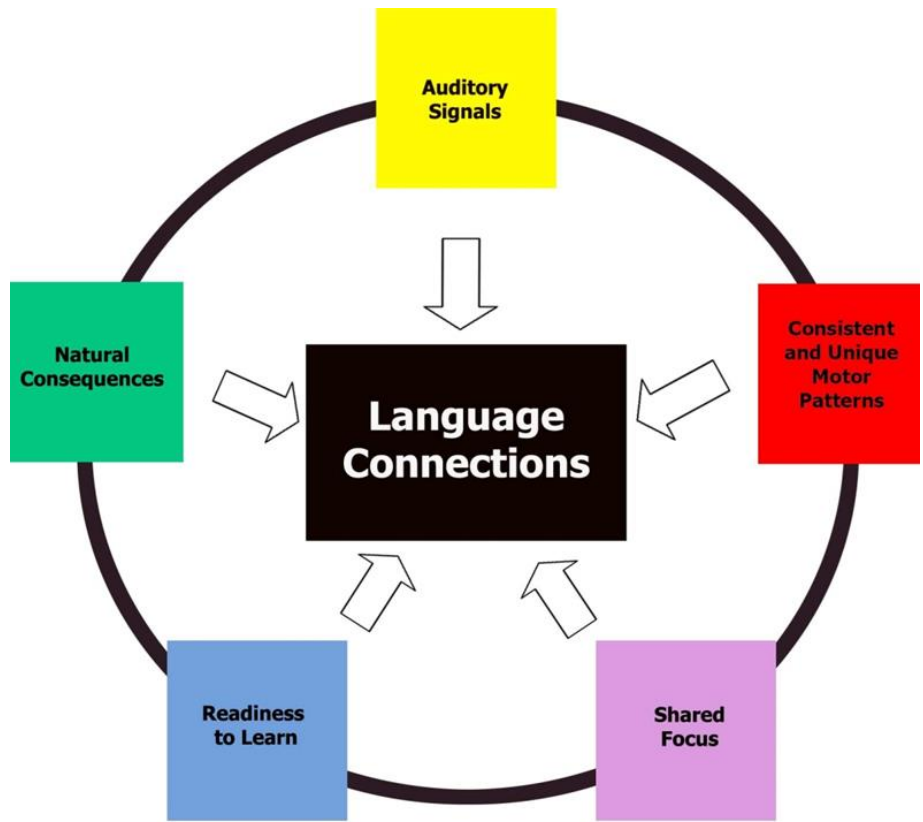 Auditory
Signals
Natural
Consequences
Consistent
and Unique
Motor
Patterns
Language
Connections
Readiness
to Learn
Shared
Focus